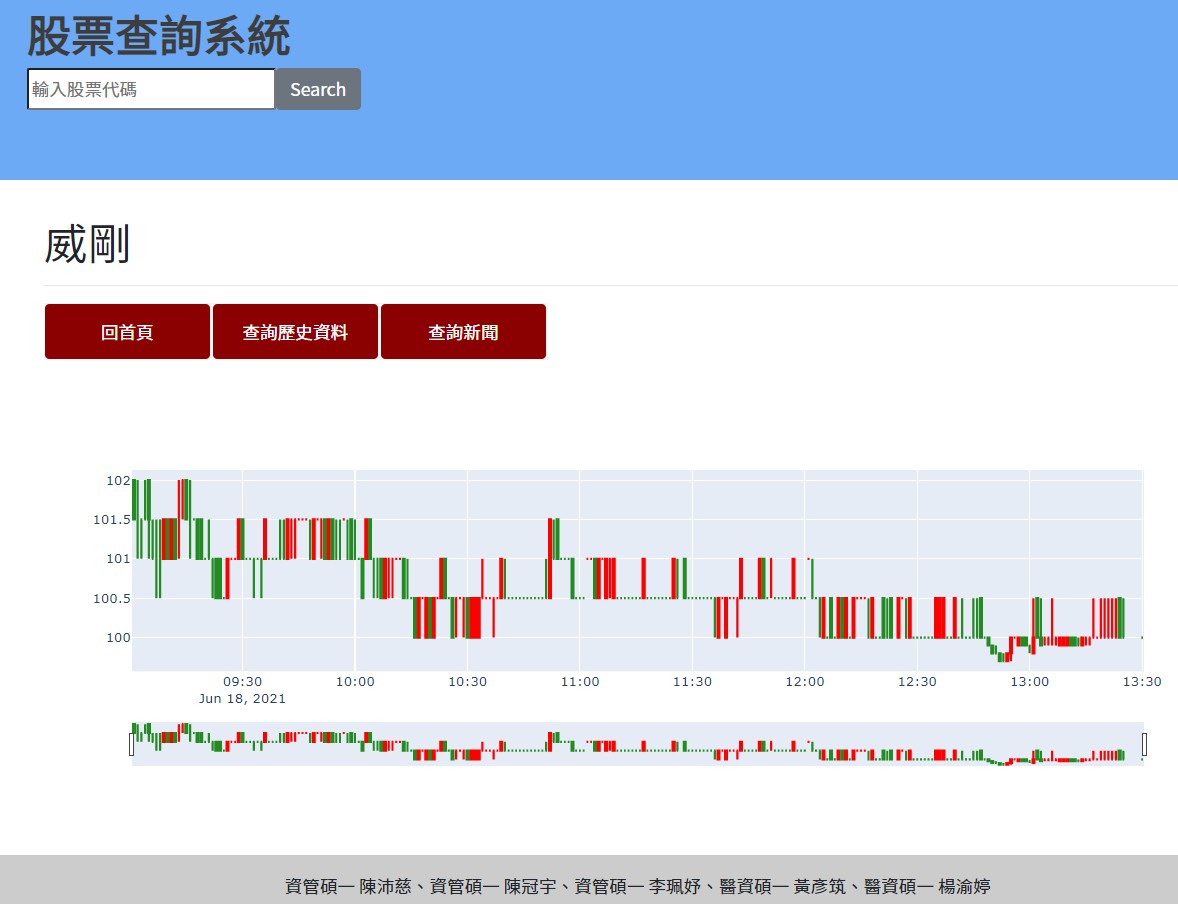 股票查詢系統
輸入股票代碼 Search
威剛
回首頁 查詢歷史資料 查詢新聞
102
101.5
101
100.5
100
09:30 10:00 10:30 11:00 11:30 12:00 12:30 13:00 13:30
Jun 18, 2021
資管碩一 陳沛慈、資管碩一 陳冠宇、資管碩一 李珮妤、醫資碩一 黃彥筑、醫資碩一 楊渝婷